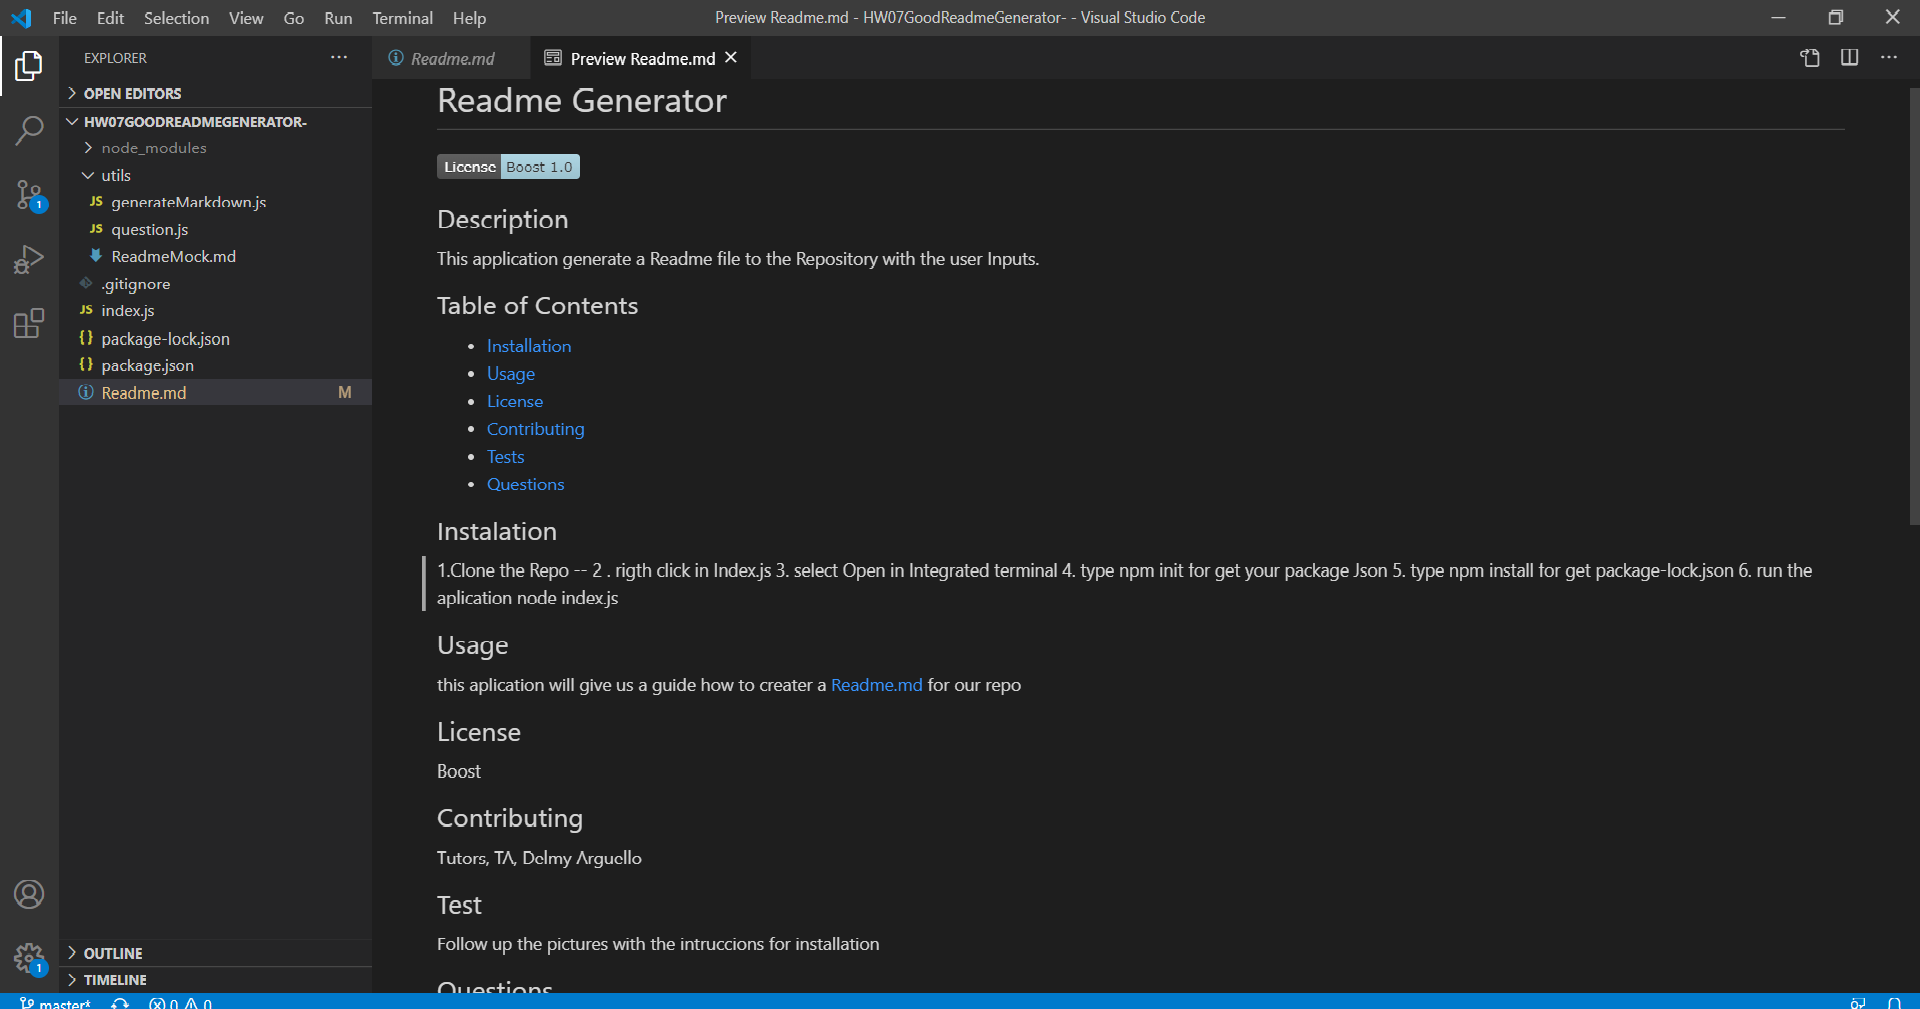 File Edit Selection View Go Run Terminal Help
Preview Readme.md - HW07GoodReadmeGenerator- - Visual Studio Code
EXPLORER
OPEN EDITORS
HW07GOODREADMEGENERATOR-
node_modules
utils
JS generateMarkdown.js
JS question.js
ReadmeMock.md
.gitignore
JS index.js
{} package-lock.json
{} package.json
Readme.md M
OUTLINE
TIMELINE
1
1
Readme.md
Preview Readme.md
Readme Generator
License Boost 1.0
Description
This application generate a Readme file to the Repository with the user Inputs.
Table of Contents
• Installation
• Usage
• License
• Contributing
• Tests
• Questions
Instalation
1.Clone the Repo -- 2 . rigth click in Index.js 3. select Open in Integrated terminal 4. type npm init for get your package Json 5. type npm install for get package-lock.json 6. run the
aplication node index.js
Usage
this aplication will give us a guide how to creater a Readme.md for our repo
License
Boost
Contributing
Tutors, TA, Delmy Arguello
Test
Follow up the pictures with the intruccions for installation
Questions
master* 0 0